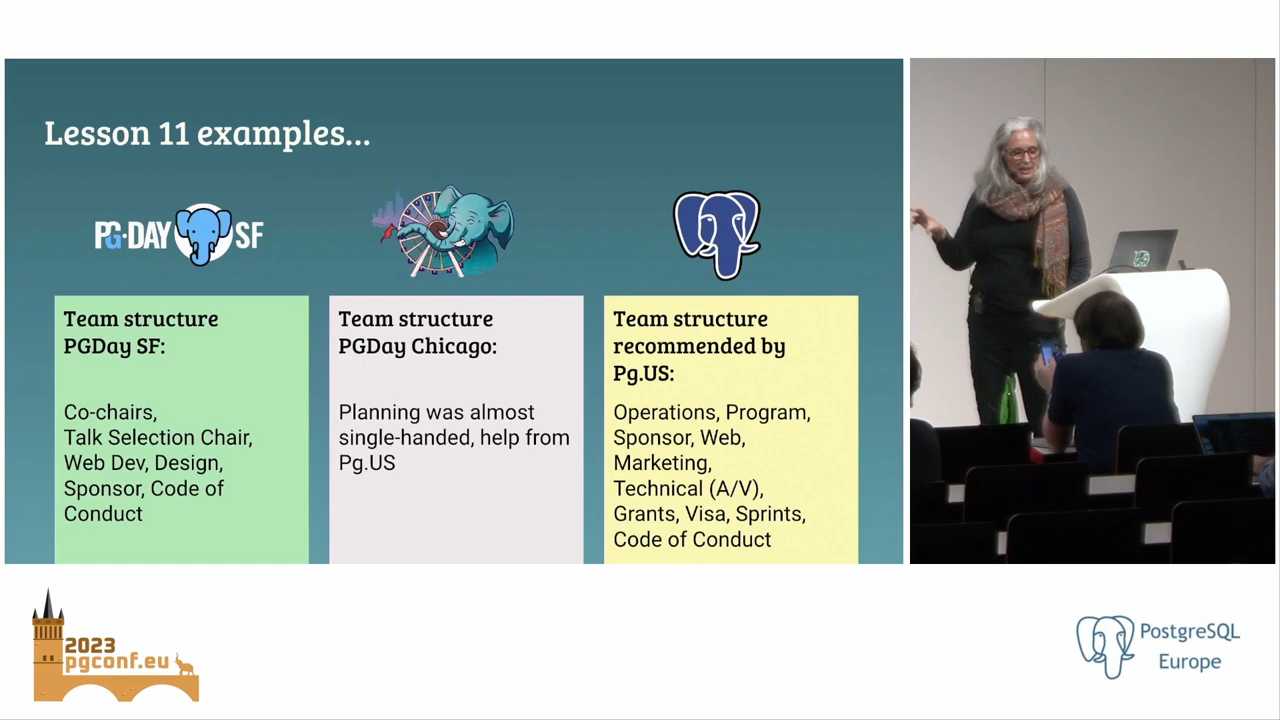 Lesson 11 examples...
PG·DAY SF
Team structure
PGDay SF:
Co-chairs,
Talk Selection Chair,
Web Dev, Design,
Sponsor, Code of
Conduct
Team structure
PGDay Chicago:
Planning was almost
single-handed, help from
Pg.US
Team structure
recommended by
Pg.US:
Operations, Program,
Sponsor, Web,
Marketing,
Technical (A/V),
Grants, Visa, Sprints,
Code of Conduct
2023
pgconf.eu
PostgreSQL
Europe